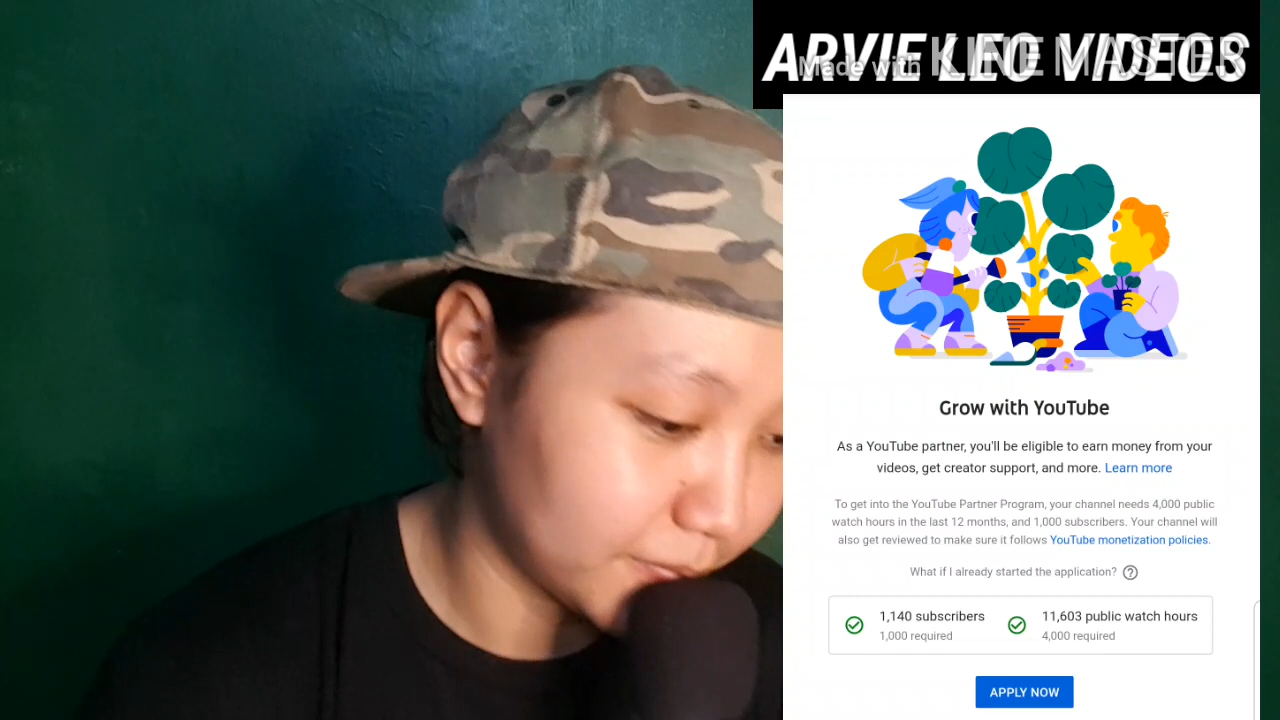 ARVIE LEO VIDEOS
Made with KINEMASTER
Grow with YouTube
As a YouTube partner, you'll be eligible to earn money from your
videos, get creator support, and more. Learn more
To get into the YouTube Partner Program, your channel needs 4,000 public
watch hours in the last 12 months, and 1,000 subscribers. Your channel will
also get reviewed to make sure it follows YouTube monetization policies.
What if I already started the application? ?
1,140 subscribers
1,000 required
11,603 public watch hours
4,000 required
APPLY NOW